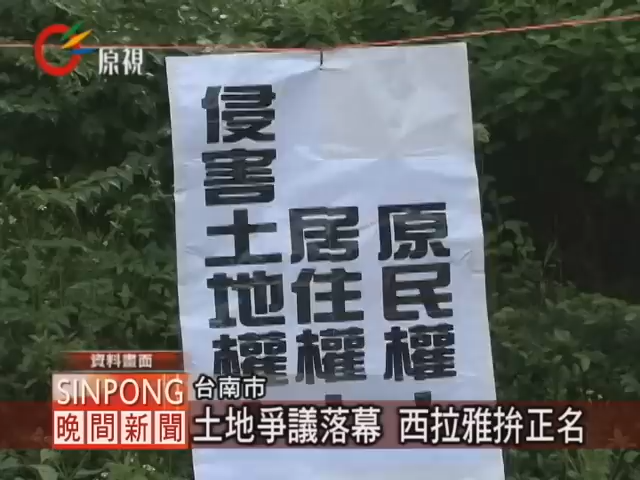 原視
侵害土地權
居住權
原民權
資料畫面
SINPONG
晚間新聞
台南市
土地爭議落幕 西拉雅拚正名